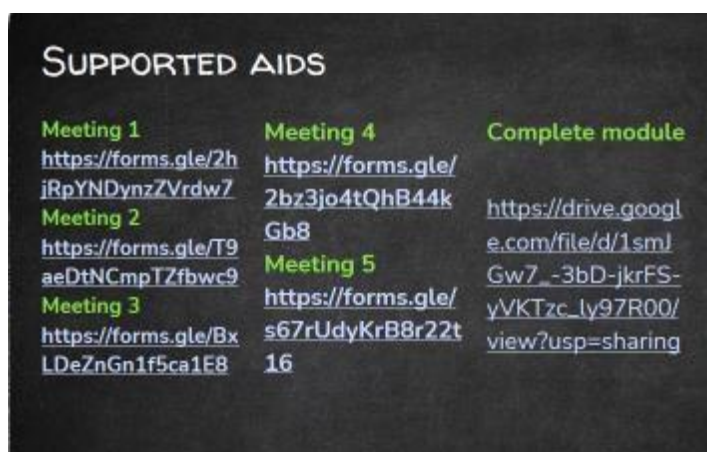 SUPPORTED AIDS
Meeting 1
https://forms.gle/2h
jRpYNDynzZVrdw7
Meeting 2
https://forms.gle/T9
aeDtNCmpTZfbwc9
Meeting 3
https://forms.gle/Bx
LDeZnGn1f5ca1E8
Meeting 4
https://forms.gle/
2bz3jo4tQhB44k
Gb8
Meeting 5
https://forms.gle/
s67rUdyKrB8r22t
16
Complete module
https://drive.googl
e.com/file/d/1smJ
Gw7_-3bD-jkrFS-
yVKTzc_ly97R00/
view?usp=sharing